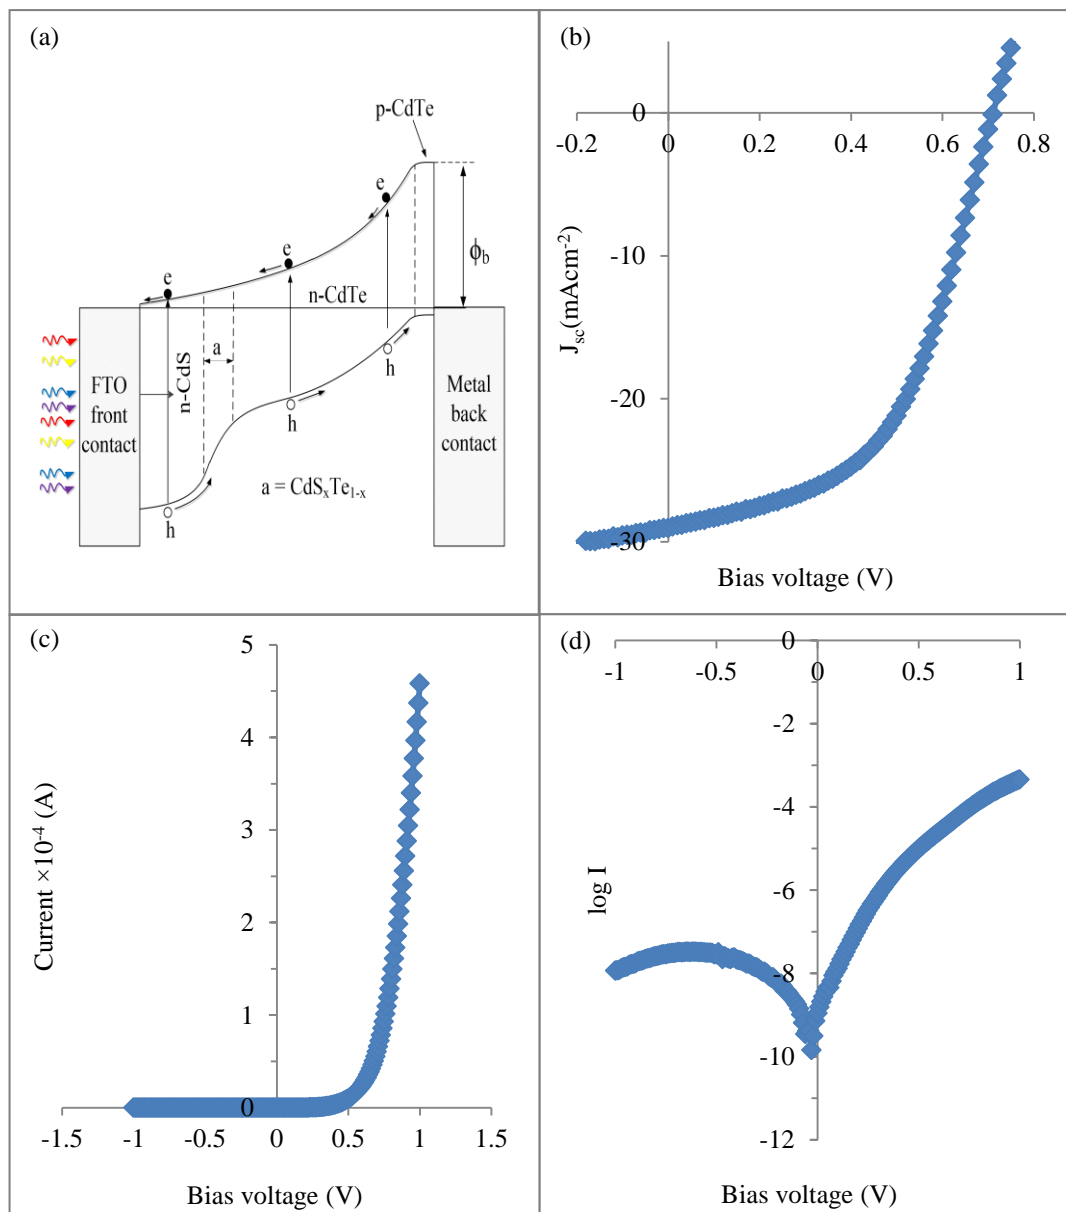 (a)
p-CdTe
e
e
ϕb
e
n-CdTe
n-CdS
a
h
FTO
front
contact
h
Metal
back
contact
a = CdSxTe1-x
h
(b)
0
-0.2
0
0.2
0.4
0.6
0.8
Jsc(mAcm-2)
-10
-20
-30
Bias voltage (V)
(c)
5
4
3
2
1
0
Current ×10-4 (A)
-1.5
-1
-0.5
0
0.5
1
1.5
Bias voltage (V)
(d)
0
-1
-0.5
0
0.5
1
-2
-4
-6
-8
-10
-12
log I
Bias voltage (V)